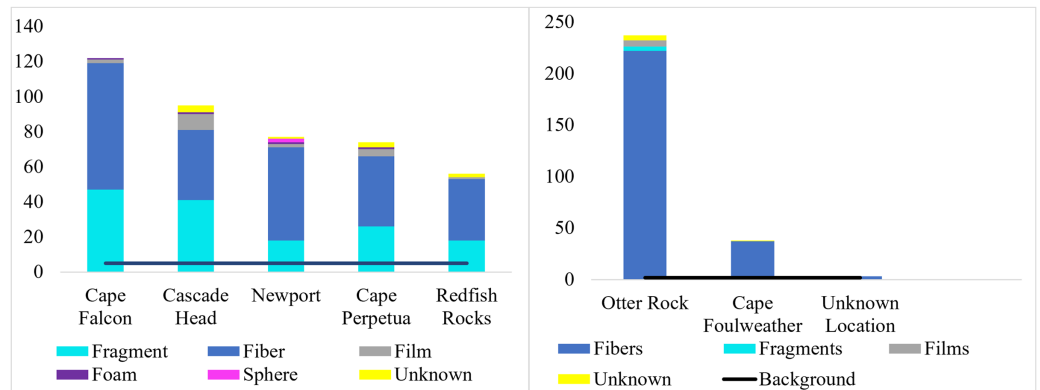 140
120
100
80
60
40
20
0
Cape Falcon
Cascade Head
Newport
Cape Perpetua
Redfish Rocks
Fragment Fiber Film
Foam Sphere Unknown
250
200
150
100
50
0
Otter Rock
Cape Foulweather
Unknown Location
Fibers Fragments Films
Unknown Background